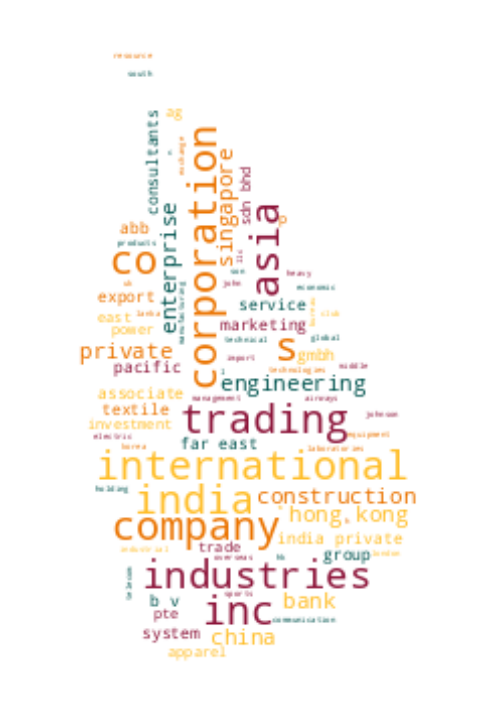 resource
south
ag
consultants
corporation
exchange
singapore
sdn bhd
asia
p
enterprise
abb
products
co
uk
son
john
heavy
economic
export
lanka
manufacturing
service
east
power
marketing
club
technical
global
private
s
gmbh
import
middle
pacific
technologies
engineering
associate
management
airways
textile
trading
johnson
investment
electric
equipment
far east
korea
laboratories
international
holding
india
construction
hong kong
company
india private
industrial
trade
group
london
overseas
hk
industries
telecom
sports
b v
inc
bank
pte
communication
system
china
apparel